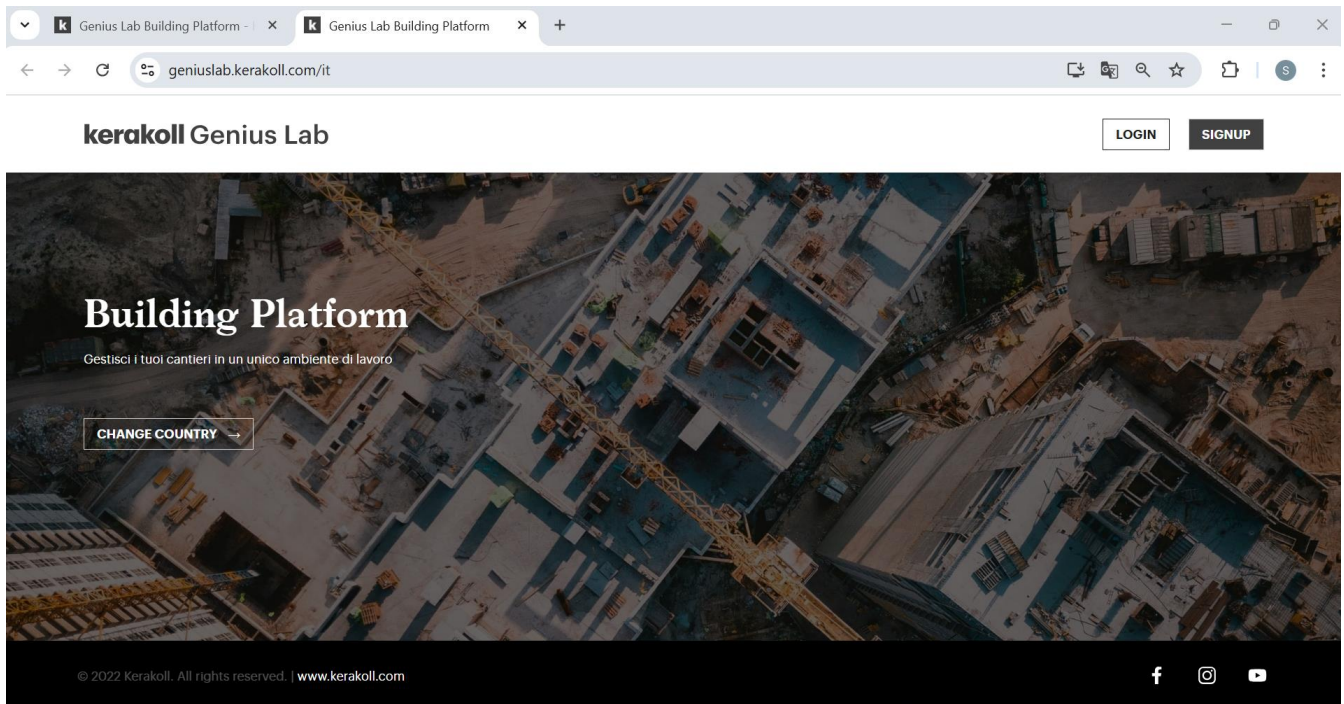 Genius Lab Building Platform -
Genius Lab Building Platform
geniuslab.kerakoll.com/it
S
kerakoll Genius Lab
LOGIN
SIGNUP
Building Platform
Gestisci i tuoi cantieri in un unico ambiente di lavoro
CHANGE COUNTRY →
© 2022 Kerakoll. All rights reserved. | www.kerakoll.com